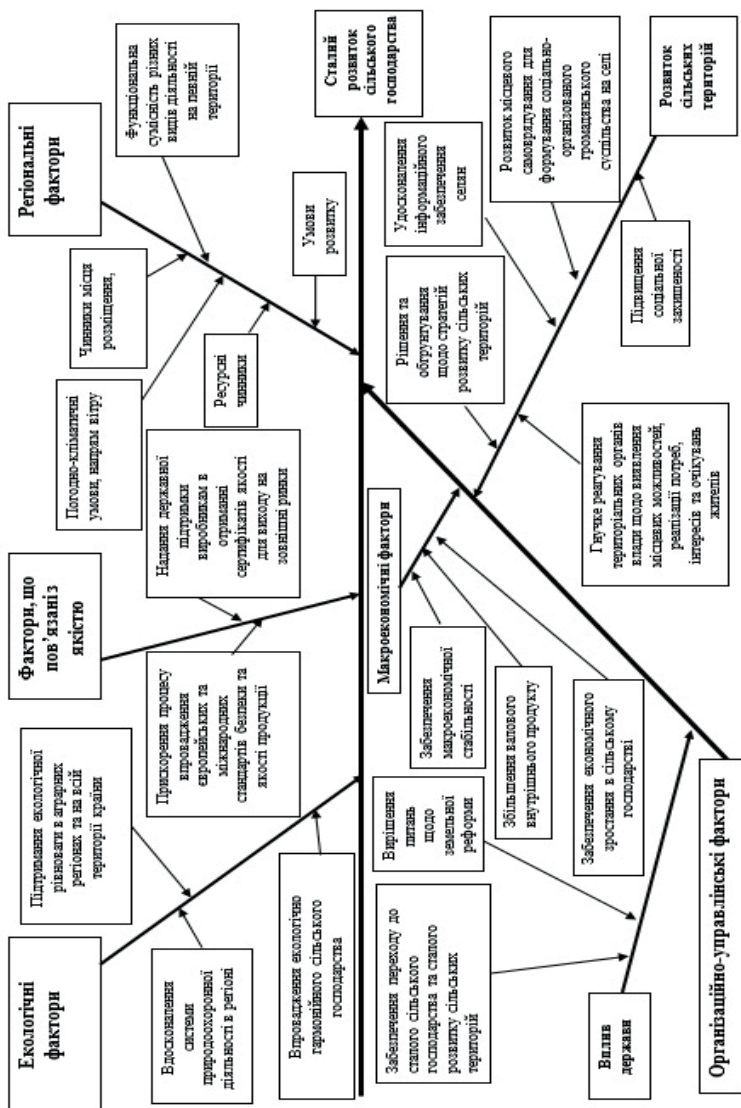 Екологічні
фактори
Підтримання екологічної
рівноваги в аграрних
регіонах та на всій
території країни
Вдосконалення
системи
природоохоронної
діяльності в регіоні
Впровадження екологічно
гармонійного сільського
господарства
Фактори, що
пов’язаніз
якістю
Надання державної
підтримки
виробникам в
отриманні
сертифікатів якості
для виходу на
зовнішні ринки
Прискорення процесу
впровадження
європейських та
міжнародних
стандартів безпеки та
якості продукції
Регіональні
фактори
Чинники місця
розміщення,
Функціональна
сумісність різних
видів діяльності
на певній
території
Погодно-кліматичні
умови, напрям вітру
Ресурсні
чинники
Умови
розвитку
Сталий
розвиток
сільського
господарства
Макроекономічні фактори
Забезпечення
макроекономічної
стабільності
Збільшення валового
внутрішнього продукту
Забезпечення економічного
зростання в сільському
господарстві
Вирішення
питань
щодо
земельної
реформи
Забезпечення переходу до
сталого сільського
господарства та сталого
розвитку сільських
територій
Вплив
держави
Організаційно-управлінські фактори
Рішення та
обґрунтування
щодо стратегій
розвитку сільських
територій
Удосконалення
інформаційного
забезпечення
селян
Розвиток місцевого
самоврядування для
формування соціально-
організованого
громадянського
суспільства на селі
Розвиток
сільських
територій
Гнучке реагування
територіальних органів
влади щодо виявлення
місцевих можливостей,
реалізації потреб,
інтересів та очікувань
жителів
Підвищення
соціальної
захищеності